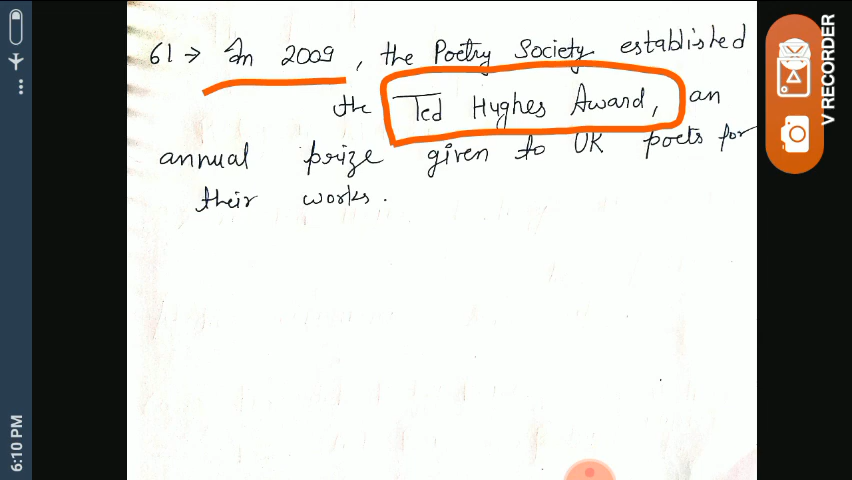 61 → In 2009, the Poetry Society established
the Ted Hughes Award, an
annual prize given to UK poets for
their works.
V RECORDER
6:10 PM